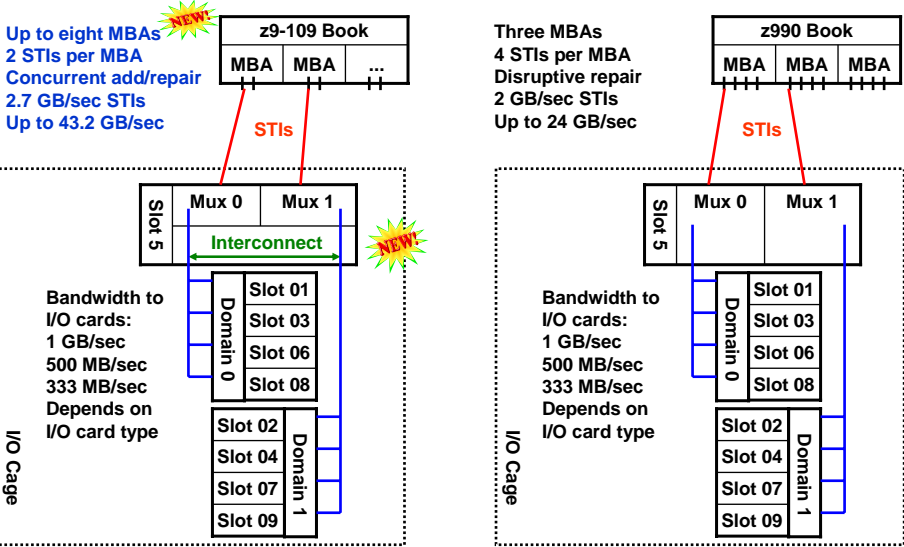 Up to eight MBAs
2 STIs per MBA
Concurrent add/repair
2.7 GB/sec STIs
Up to 43.2 GB/sec
NEW!
z9-109 Book
MBA MBA ...
STIs
Slot 5
Mux 0 Mux 1
Interconnect
NEW!
Bandwidth to
I/O cards:
1 GB/sec
500 MB/sec
333 MB/sec
Depends on
I/O card type
Domain 0
Slot 01
Slot 03
Slot 06
Slot 08
Slot 02
Slot 04
Slot 07
Slot 09
Domain 1
I/O Cage
Three MBAs
4 STIs per MBA
Disruptive repair
2 GB/sec STIs
Up to 24 GB/sec
z990 Book
MBA MBA MBA
STIs
Slot 5
Mux 0 Mux 1
Bandwidth to
I/O cards:
1 GB/sec
500 MB/sec
333 MB/sec
Depends on
I/O card type
Domain 0
Slot 01
Slot 03
Slot 06
Slot 08
Slot 02
Slot 04
Slot 07
Slot 09
Domain 1
I/O Cage